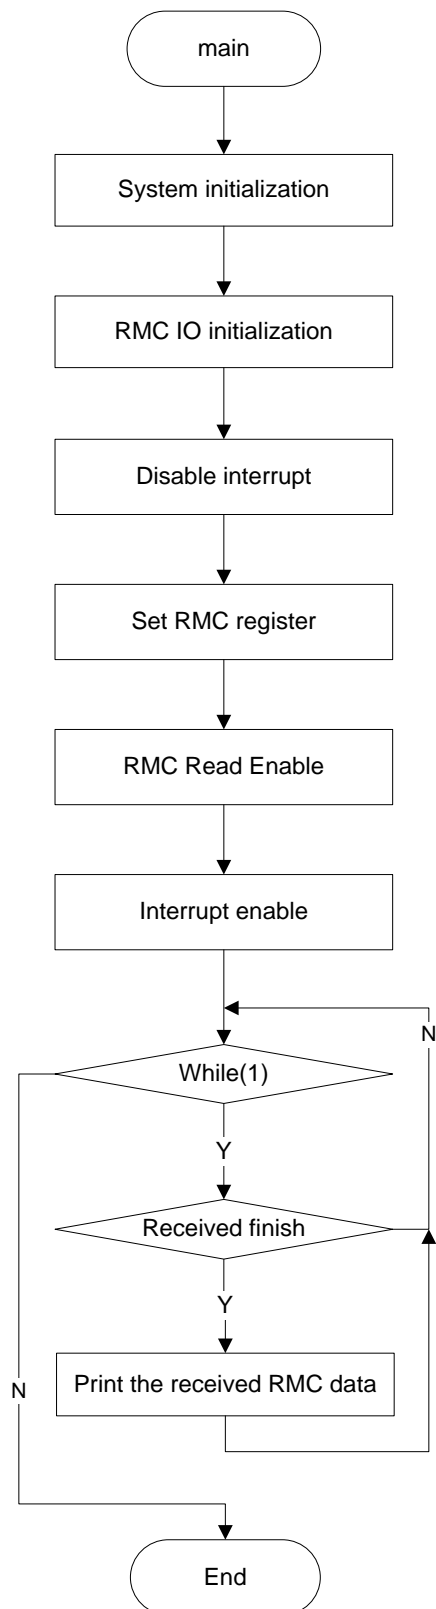 main
System initialization
RMC IO initialization
Disable interrupt
Set RMC register
RMC Read Enable
Interrupt enable
N
While(1)
Y
Received finish
Y
Print the received RMC data
N
End